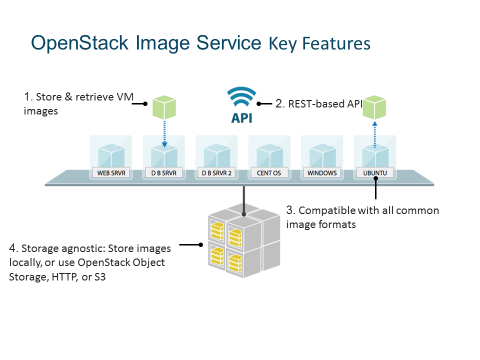 OpenStack Image Service Key Features
1. Store & retrieve VM
images
API
2. REST-based API
WEB SRVR
D B SRVR
D B SRVR 2
CENT OS
WINDOWS
UBUNTU
3. Compatible with all common
image formats
4. Storage agnostic: Store images
locally, or use OpenStack Object
Storage, HTTP, or S3